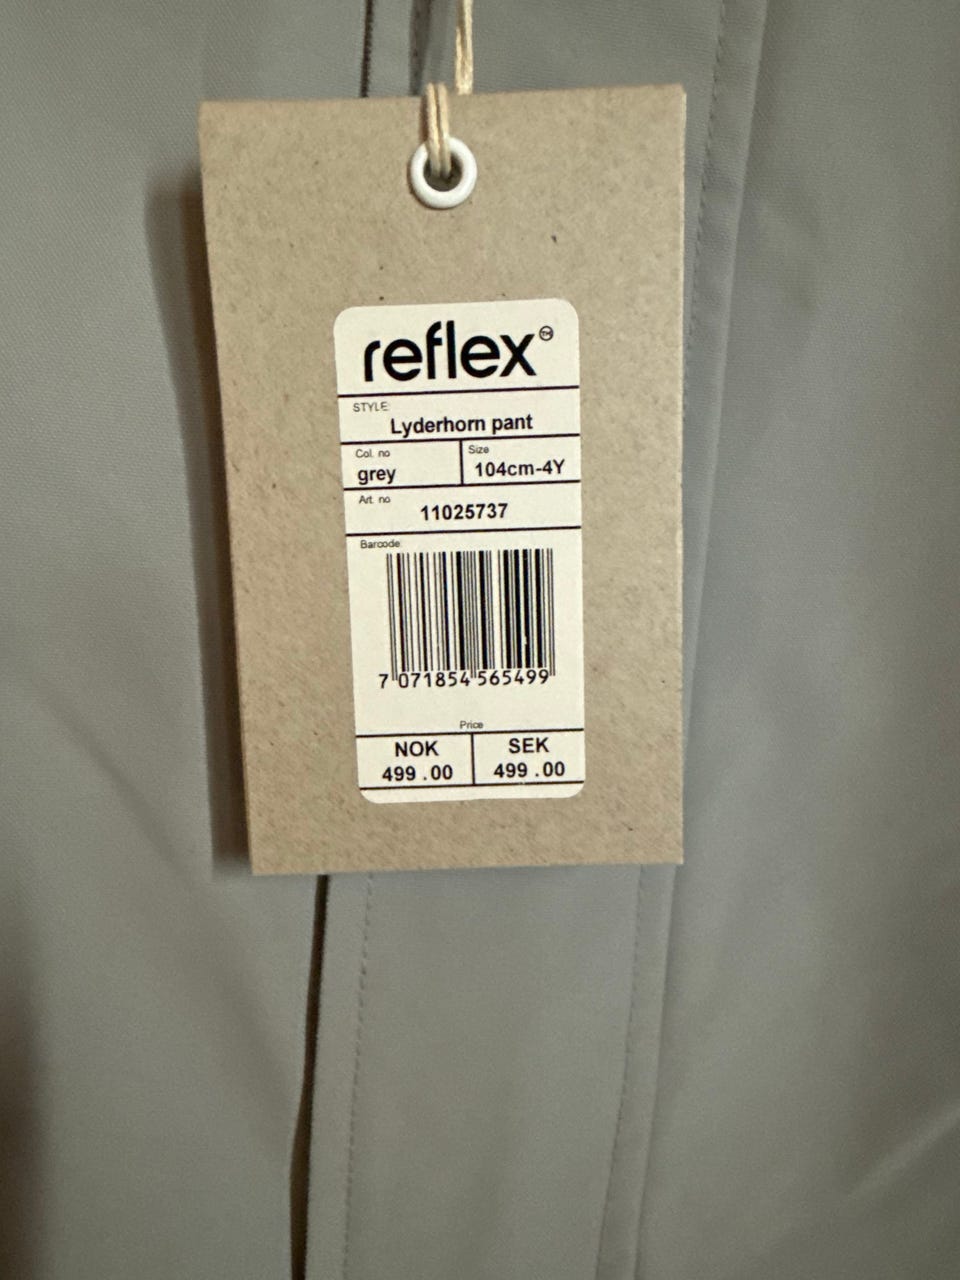 reflex™
STYLE:
Lyderhorn pant
Col. no
grey
Size
104cm-4Y
Art. no
11025737
Barcode:
7 071854 565499
Price
NOK
499 .00
SEK
499 .00